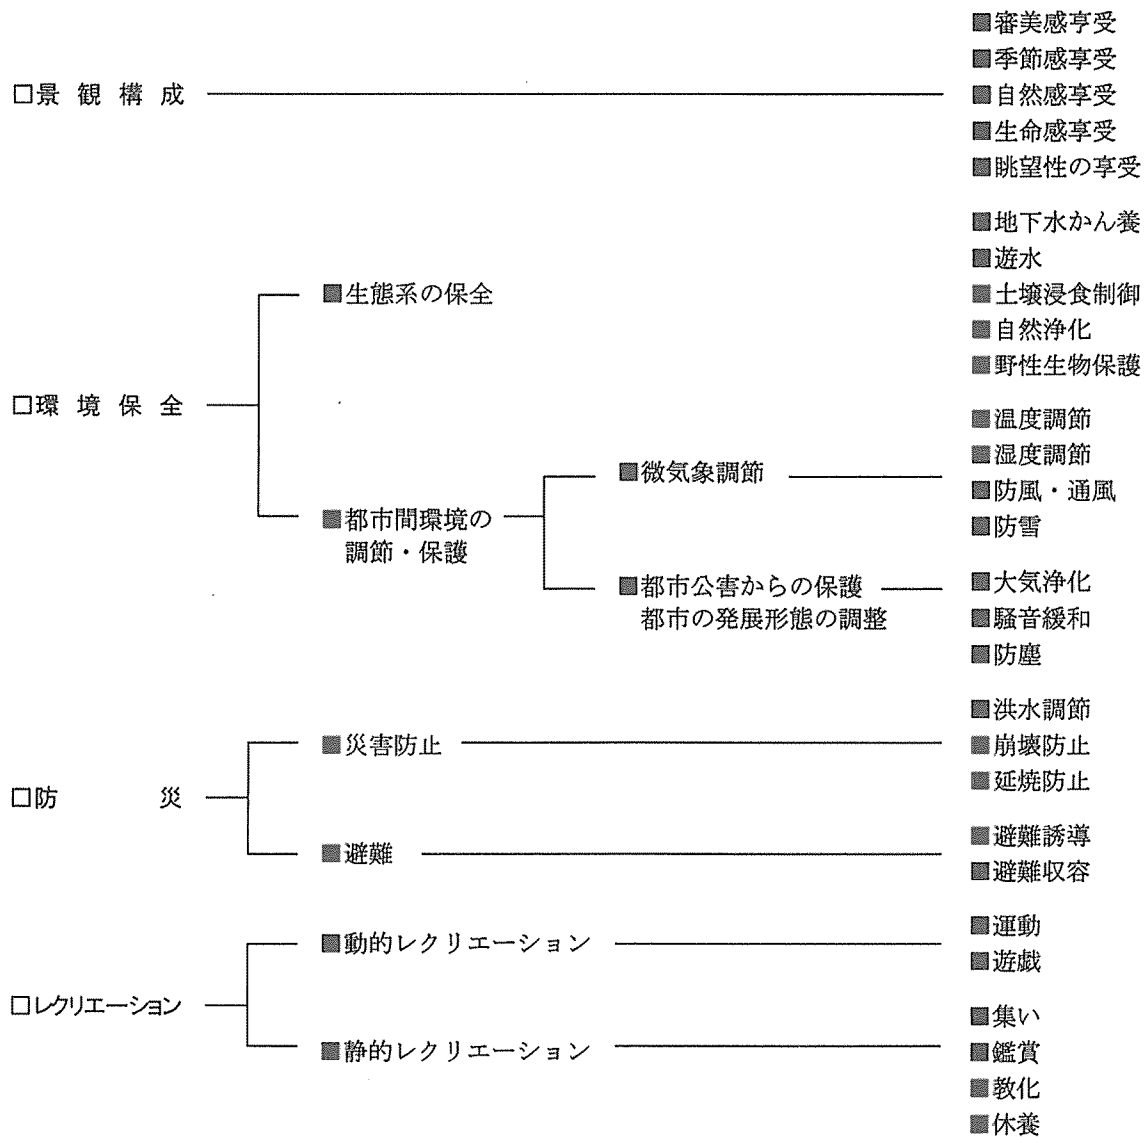 □景観構成
■審美感享受
■季節感享受
■自然感享受
■生命感享受
■眺望性の享受
□環境保全
■生態系の保全
■地下水かん養
■遊水
■土壌浸食制御
■自然浄化
■野性生物保護
■都市間環境の
調節・保護
■微気象調節
■温度調節
■湿度調節
■防風・通風
■防雪
■都市公害からの保護
都市の発展形態の調整
■大気浄化
■騒音緩和
■防塵
□防災
■災害防止
■洪水調節
■崩壊防止
■延焼防止
■避難
■避難誘導
■避難収容
□レクリエーション
■動的レクリエーション
■運動
■遊戯
■静的レクリエーション
■集い
■鑑賞
■教化
■休養